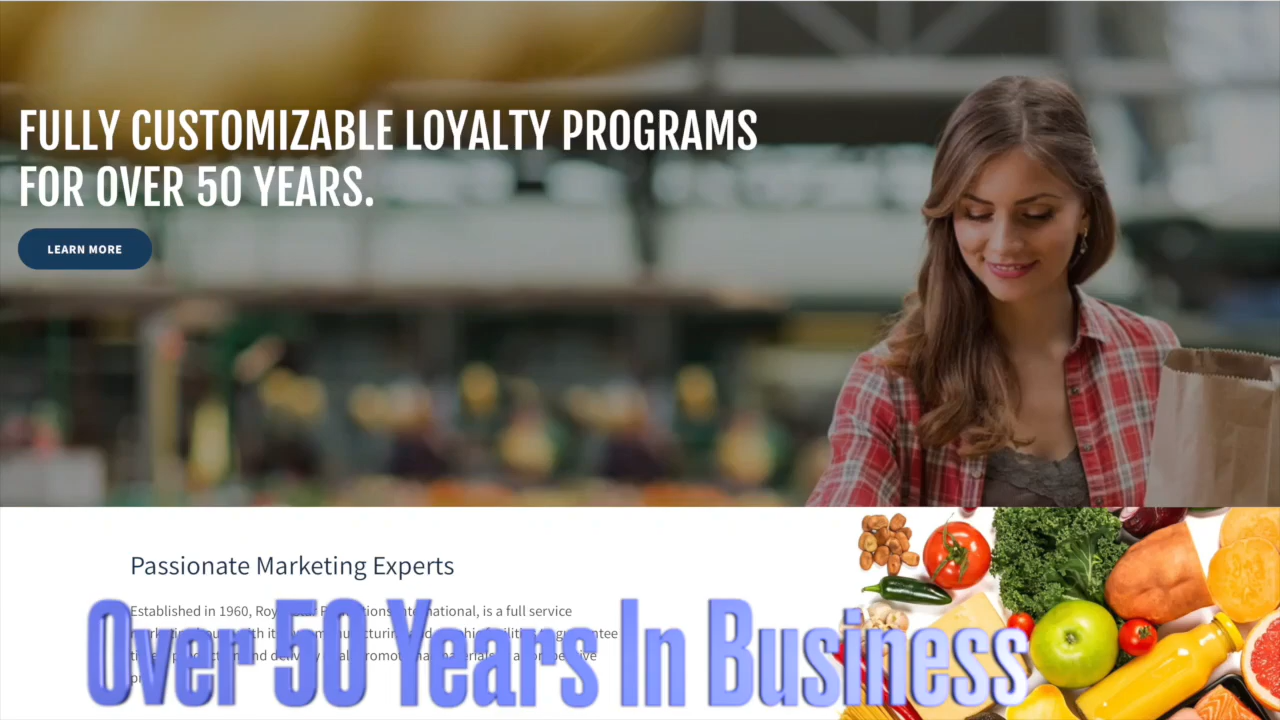 FULLY CUSTOMIZABLE LOYALTY PROGRAMS
FOR OVER 50 YEARS.
LEARN MORE
Passionate Marketing Experts
Established in 1960, is a full service
Over 50 Years In Business